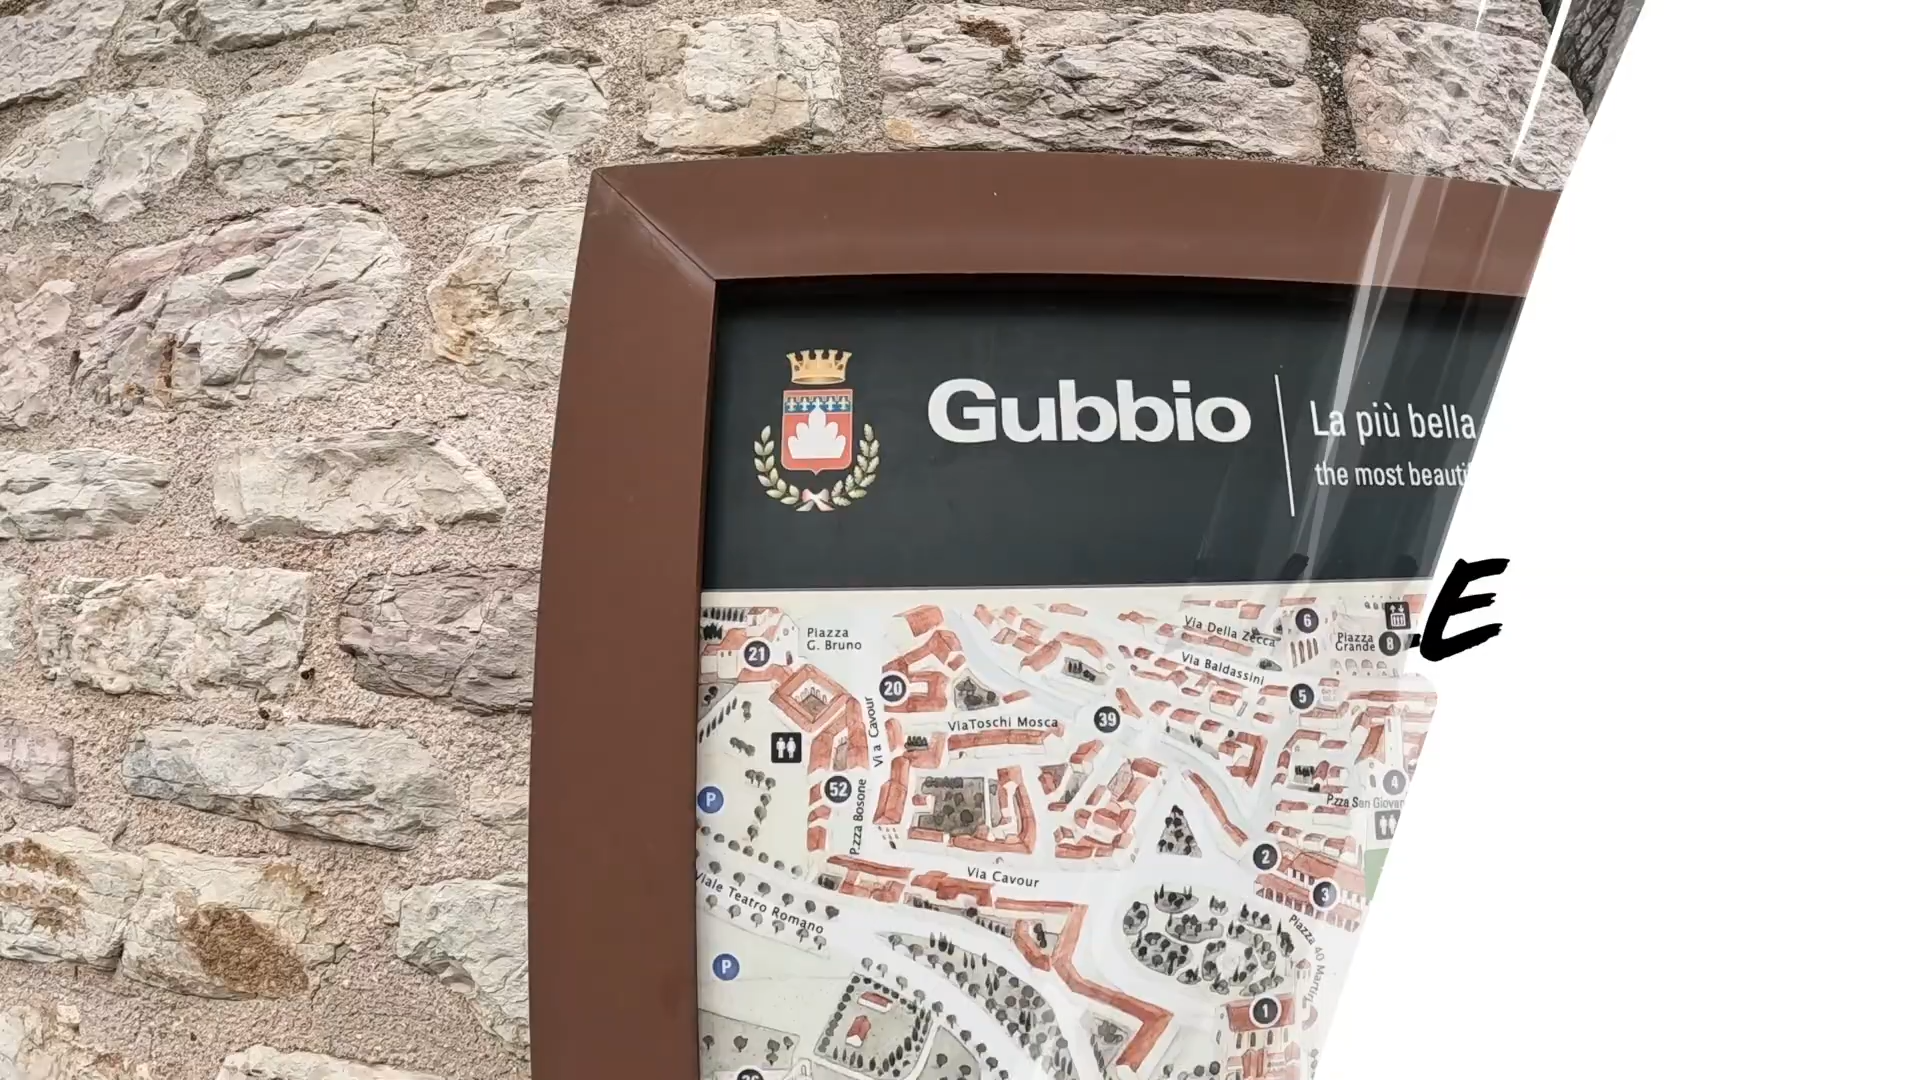 Gubbio
La più bella
the most beauti
E
6
Via Della Zecca
Piazza
Grande
8
Piazza
G. Bruno
21
Via Baldassini
20
5
Via Cavour
ViaToschi Mosca
39
P
52
P.zza Bosone
4
P.zza San Giovan
2
Via Cavour
3
Viale Teatro Romano
Piazza 40 Martiri
P
1